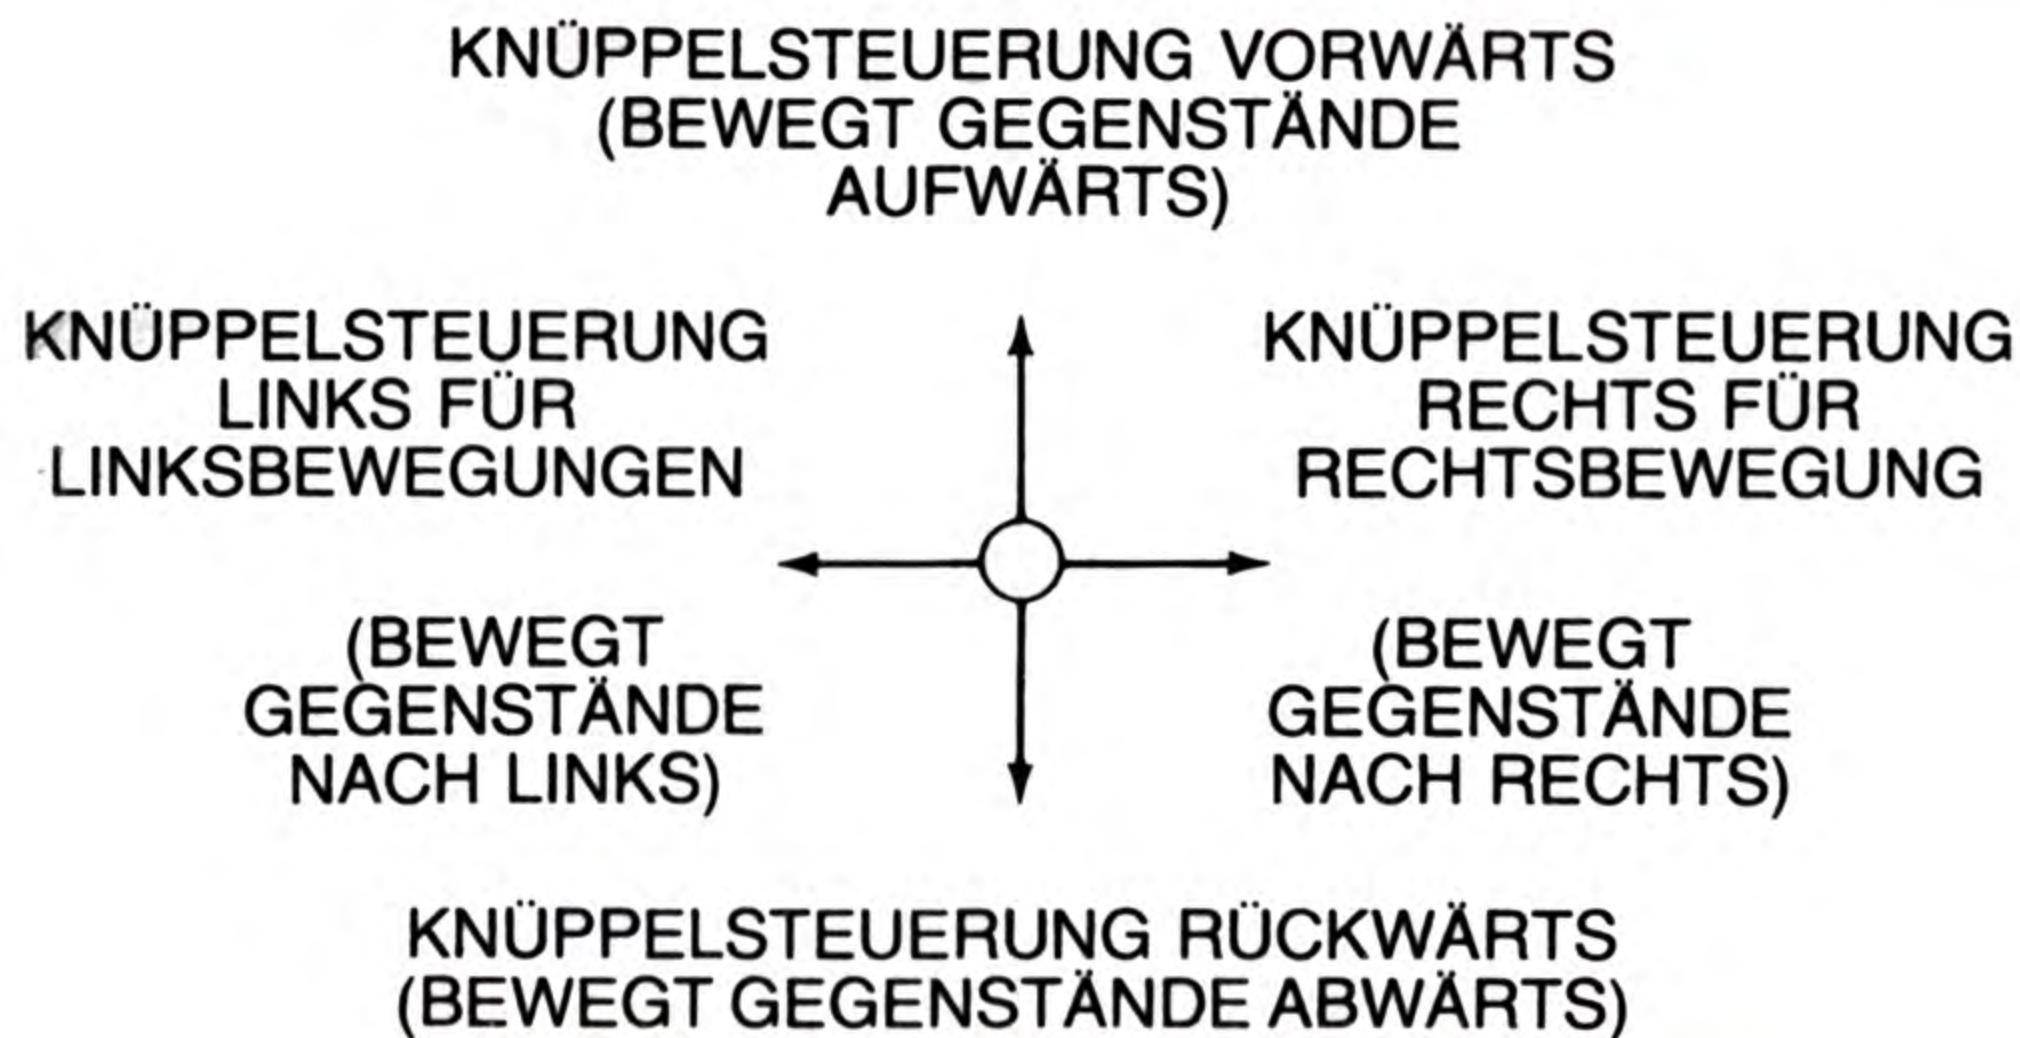 KNÜPPELSTEUERUNG VORWÄRTS
(BEWEGT GEGENSTÄNDE
AUFWÄRTS)
KNÜPPELSTEUERUNG
LINKS FÜR
LINKSBEWEGUNGEN
KNÜPPELSTEUERUNG
RECHTS FÜR
RECHTSBEWEGUNG
(BEWEGT
GEGENSTÄNDE
NACH LINKS)
(BEWEGT
GEGENSTÄNDE
NACH RECHTS)
KNÜPPELSTEUERUNG RÜCKWÄRTS
(BEWEGT GEGENSTÄNDE ABWÄRTS)